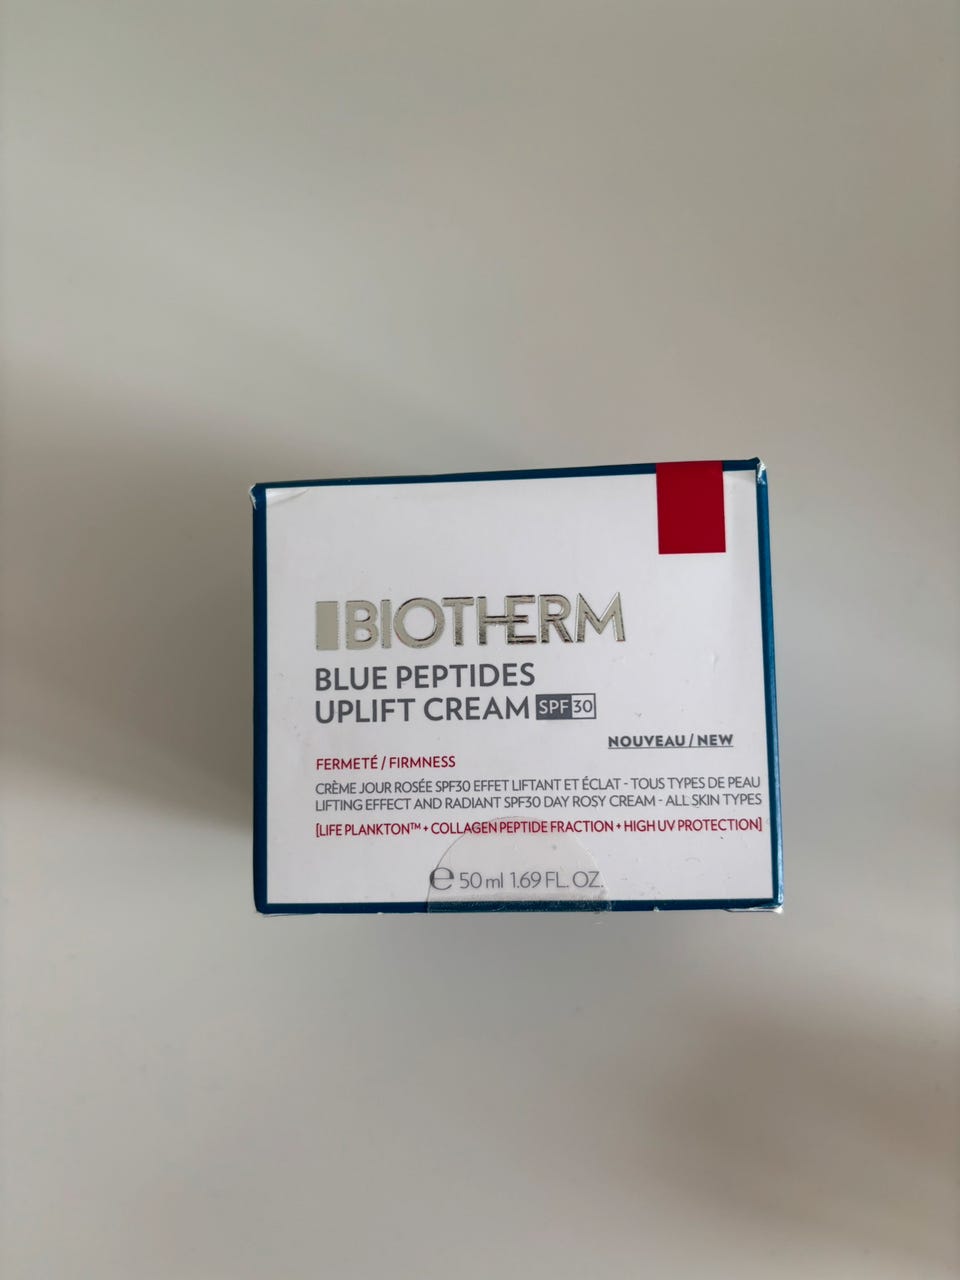 BIOTHERM
BLUE PEPTIDES
UPLIFT CREAM SPF 30
NOUVEAU / NEW
FERMETÉ / FIRMNESS
CRÈME JOUR ROSÉE SPF30 EFFET LIFTANT ET ÉCLAT - TOUS TYPES DE PEAU
LIFTING EFFECT AND RADIANT SPF30 DAY ROSY CREAM - ALL SKIN TYPES
[LIFE PLANKTON™ + COLLAGEN PEPTIDE FRACTION + HIGH UV PROTECTION]
℮ 50 ml 1.69 FL. OZ.